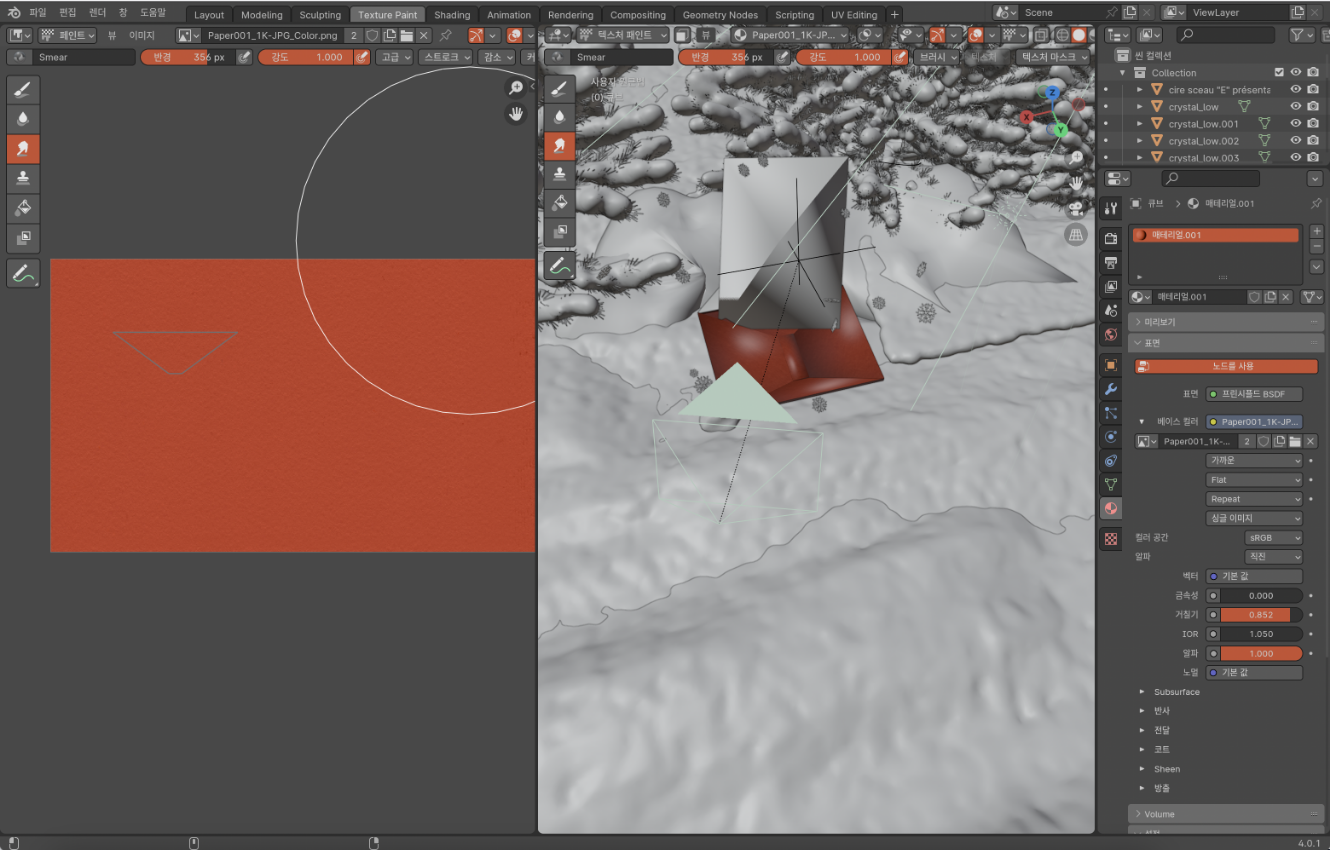 파일 편집 렌더 창 도움말 Layout Modeling Sculpting Texture Paint Shading Animation Rendering Compositing Geometry Nodes Scripting UV Editing + Scene ViewLayer
페인트 뷰 이미지 Paper001_1K-JPG_Color.png 2
Smear 반경 356 px 강도 1.000 고급 스트로크 감소
텍스처 페인트 뷰 Paper001_1K-JP...
Smear 반경 356 px 강도 1.000 브러시 텍스처 마스크
(0)
X
Y
Z
씬 컬렉션
Collection
cire sceau "E" présenta
crystal_low
crystal_low.001
crystal_low.002
crystal_low.003
큐브 > 매테리얼.001
매테리얼.001
매테리얼.001
미리보기
표면
노드를 사용
표면 프린시플드 BSDF
베이스 컬러 Paper001_1K-JP...
Paper001_1K-... 2
가까운
Flat
Repeat
싱글 이미지
컬러 공간 sRGB
알파 직진
벡터 기본 값
금속성 0.000
거칠기 0.852
IOR 1.050
알파 1.000
노멀 기본 값
Subsurface
반사
전달
코트
Sheen
방출
Volume
4.0.1